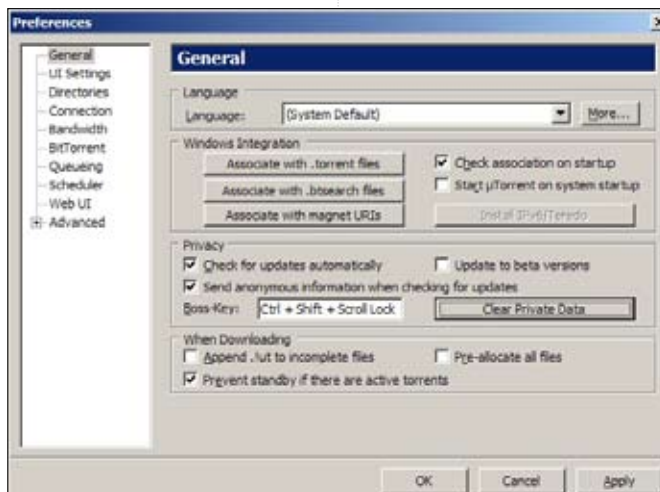 Preferences
General
UI Settings
Directories
Connection
Bandwidth
BitTorrent
Queueing
Scheduler
Web UI
Advanced
General
Language
Language: (System Default) More...
Windows Integration
Associate with .torrent files Check association on startup
Associate with .btsearch files Start µTorrent on system startup
Associate with magnet URIs Install IPv6/Teredo
Privacy
Check for updates automatically Update to beta versions
Send anonymous information when checking for updates
Boss-Key: Ctrl + Shift + Scroll Lock Clear Private Data
When Downloading
Append .!ut to incomplete files Pre-allocate all files
Prevent standby if there are active torrents
OK Cancel Apply